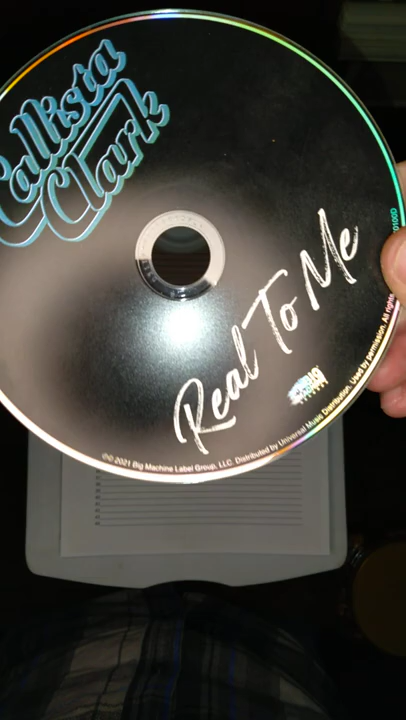 Callista
Clark
Real To Me
℗© 2021 Big Machine Label Group, LLC. Distributed by Universal Music Distribution. Used by permission. All rights